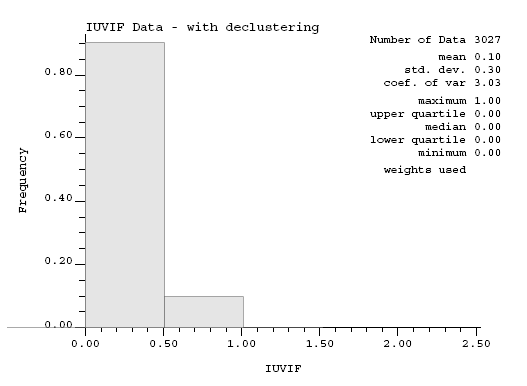 IUVIF Data - with declustering
Number of Data 3027
mean 0.10
std. dev. 0.30
coef. of var 3.03
maximum 1.00
upper quartile 0.00
median 0.00
lower quartile 0.00
minimum 0.00
weights used
Frequency
0.80
0.60
0.40
0.20
0.00
0.00 0.50 1.00 1.50 2.00 2.50
IUVIF